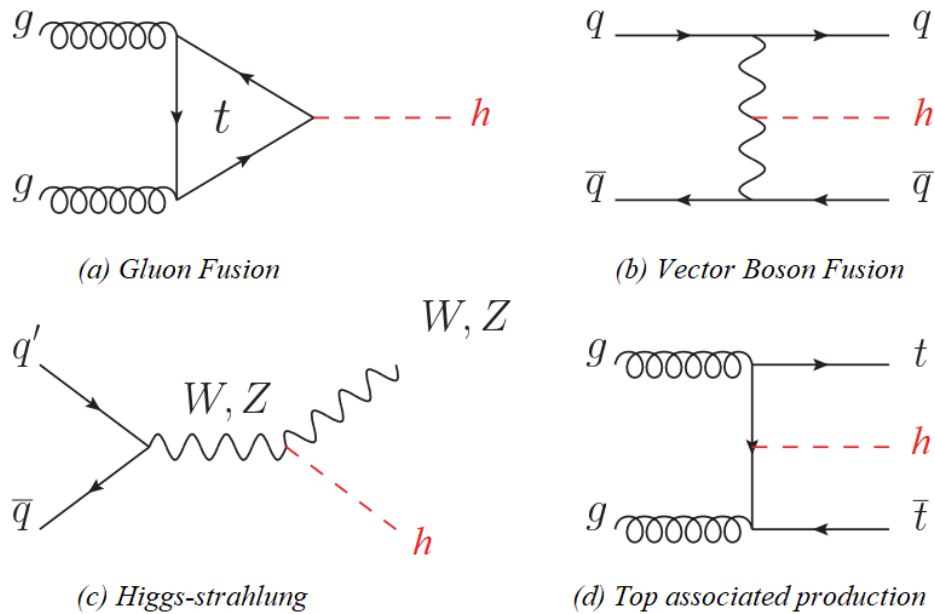 g
t
h
g
(a) Gluon Fusion
q q
h
q̅ q̅
(b) Vector Boson Fusion
q′
W, Z
W, Z
q̅
h
(c) Higgs-strahlung
g t
h
g t̅
(d) Top associated production